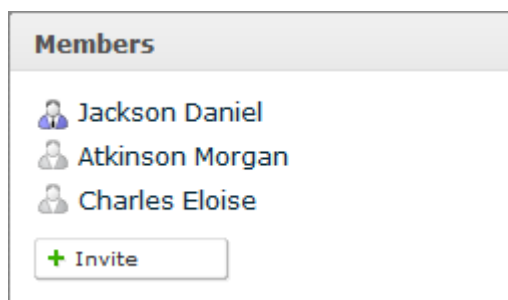 Members
Jackson Daniel
Atkinson Morgan
Charles Eloise
+ Invite